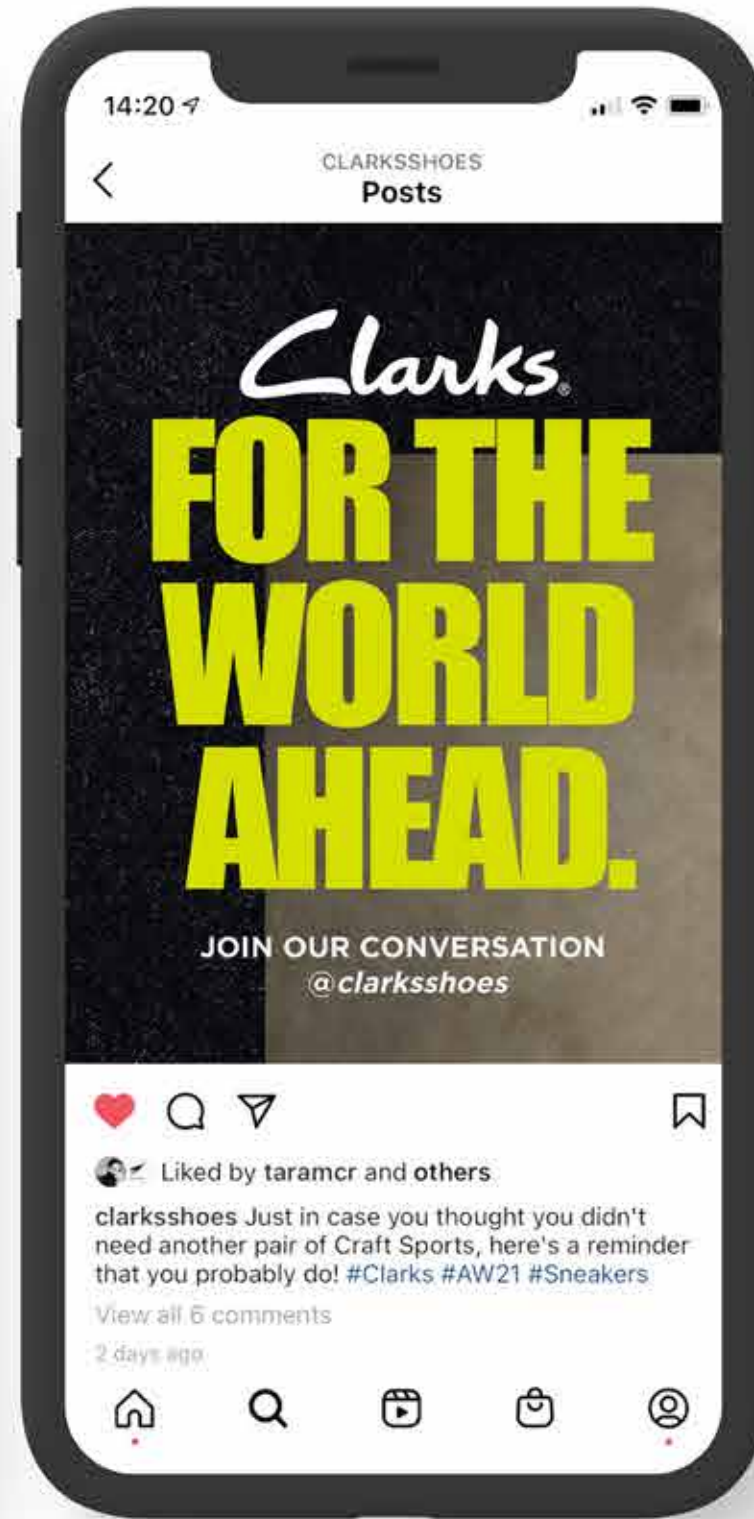 14:20
CLARKSSHOES
Posts
Clarks®
FOR THE
WORLD
AHEAD.
JOIN OUR CONVERSATION
@clarksshoes
Liked by taramcr and others
clarksshoes Just in case you thought you didn't
need another pair of Craft Sports, here's a reminder
that you probably do! #Clarks #AW21 #Sneakers
View all 6 comments
2 days ago